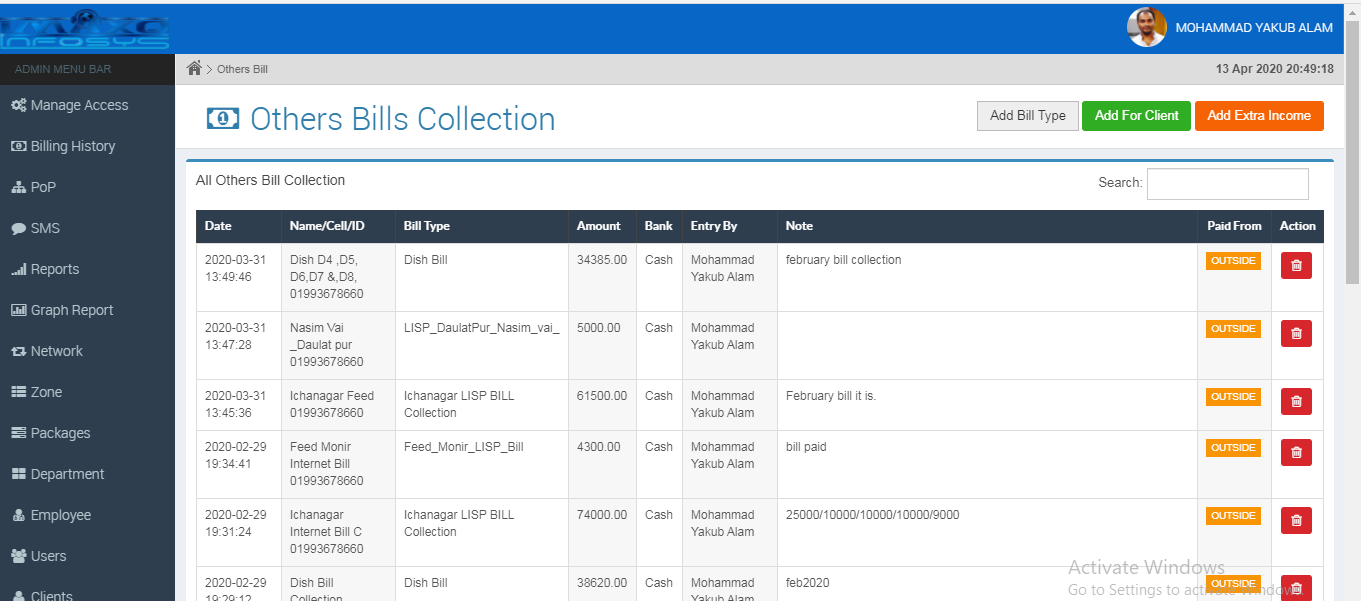 INFOSYS
MOHAMMAD YAKUB ALAM
ADMIN MENU BAR
Others Bill
13 Apr 2020 20:49:18
Manage Access
Billing History
PoP
SMS
Reports
Graph Report
Network
Zone
Packages
Department
Employee
Users
Clients
Others Bills Collection
Add Bill Type
Add For Client
Add Extra Income
All Others Bill Collection
Search:
Date Name/Cell/ID Bill Type Amount Bank Entry By Note Paid From Action
2020-03-31 Dish D4 ,D5, Dish Bill 34385.00 Cash Mohammad february bill collection OUTSIDE
13:49:46 D6,D7 &,D8, Yakub Alam
01993678660
2020-03-31 Nasim Vai LISP_DaulatPur_Nasim_vai_ 5000.00 Cash Mohammad OUTSIDE
13:47:28 _Daulat pur Yakub Alam
01993678660
2020-03-31 Ichanagar Feed Ichanagar LISP BILL 61500.00 Cash Mohammad February bill it is. OUTSIDE
13:45:36 01993678660 Collection Yakub Alam
2020-02-29 Feed Monir Feed_Monir_LISP_Bill 4300.00 Cash Mohammad bill paid OUTSIDE
19:34:41 Internet Bill Yakub Alam
01993678660
2020-02-29 Ichanagar Ichanagar LISP BILL 74000.00 Cash Mohammad 25000/10000/10000/10000/9000 OUTSIDE
19:31:24 Internet Bill C Collection Yakub Alam
01993678660
2020-02-29 Dish Bill Dish Bill 38620.00 Cash Mohammad feb2020 OUTSIDE
19:29:12 Collection Yakub Alam
Activate Windows
Go to Settings to activate Windows.